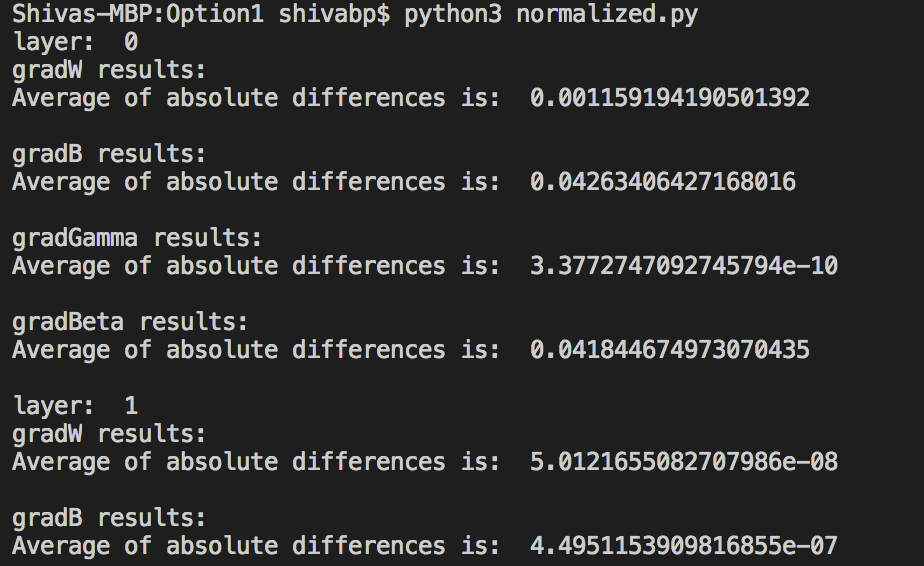 Shivas-MBP:Option1 shivabp$ python3 normalized.py
layer:  0
gradW results:
Average of absolute differences is:  0.001159194190501392
gradB results:
Average of absolute differences is:  0.04263406427168016
gradGamma results:
Average of absolute differences is:  3.3772747092745794e-10
gradBeta results:
Average of absolute differences is:  0.041844674973070435
layer:  1
gradW results:
Average of absolute differences is:  5.0121655082707986e-08
gradB results:
Average of absolute differences is:  4.4951153909816855e-07